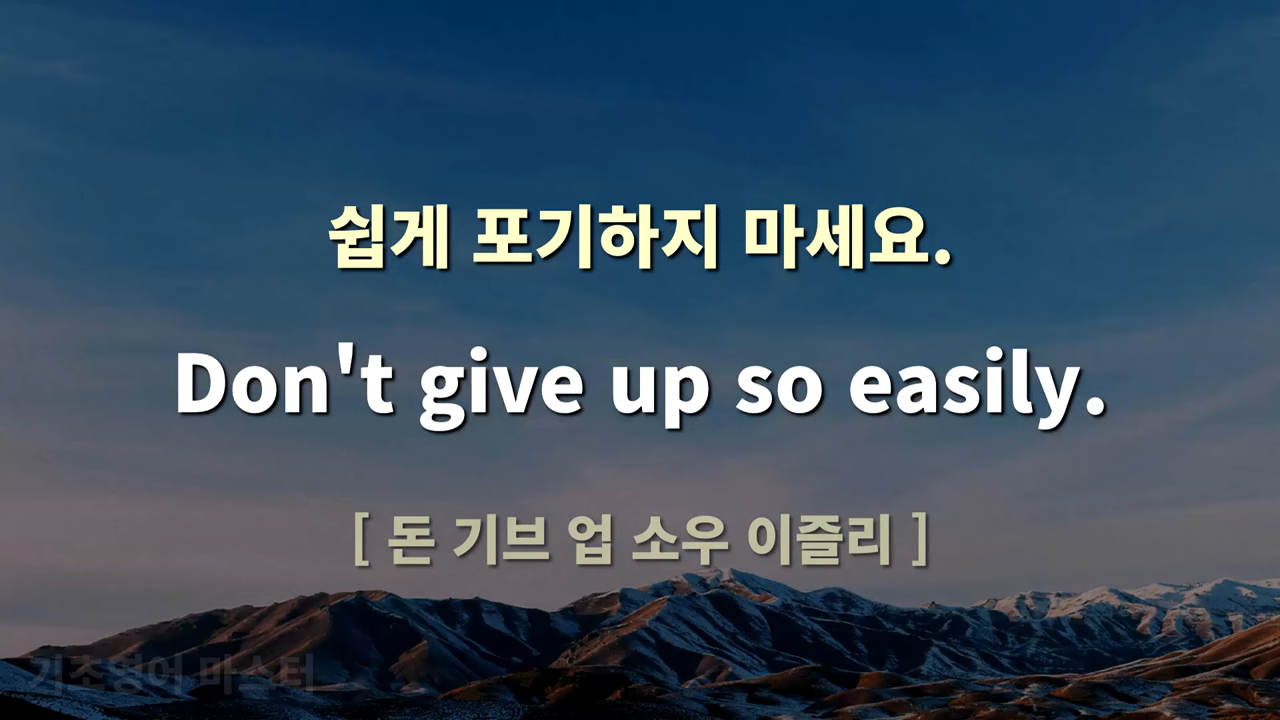 쉽게 포기하지 마세요.
Don't give up so easily.
[ 돈 기브 업 소우 이즐리 ]
기조영어 마스터